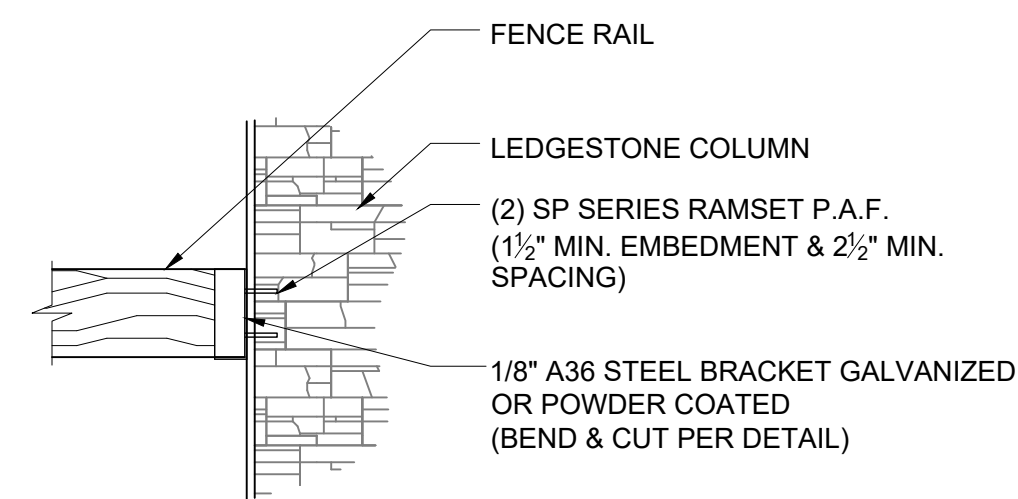 FENCE RAIL
LEDGESTONE COLUMN
(2) SP SERIES RAMSET P.A.F.
(1½" MIN. EMBEDMENT & 2½" MIN.
SPACING)
1/8" A36 STEEL BRACKET GALVANIZED
OR POWDER COATED
(BEND & CUT PER DETAIL)